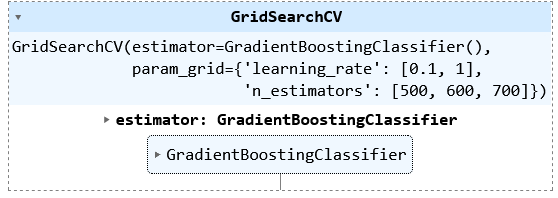 GridSearchCV
GridSearchCV(estimator=GradientBoostingClassifier(),
             param_grid={'learning_rate': [0.1, 1],
                         'n_estimators': [500, 600, 700]})
estimator: GradientBoostingClassifier
GradientBoostingClassifier